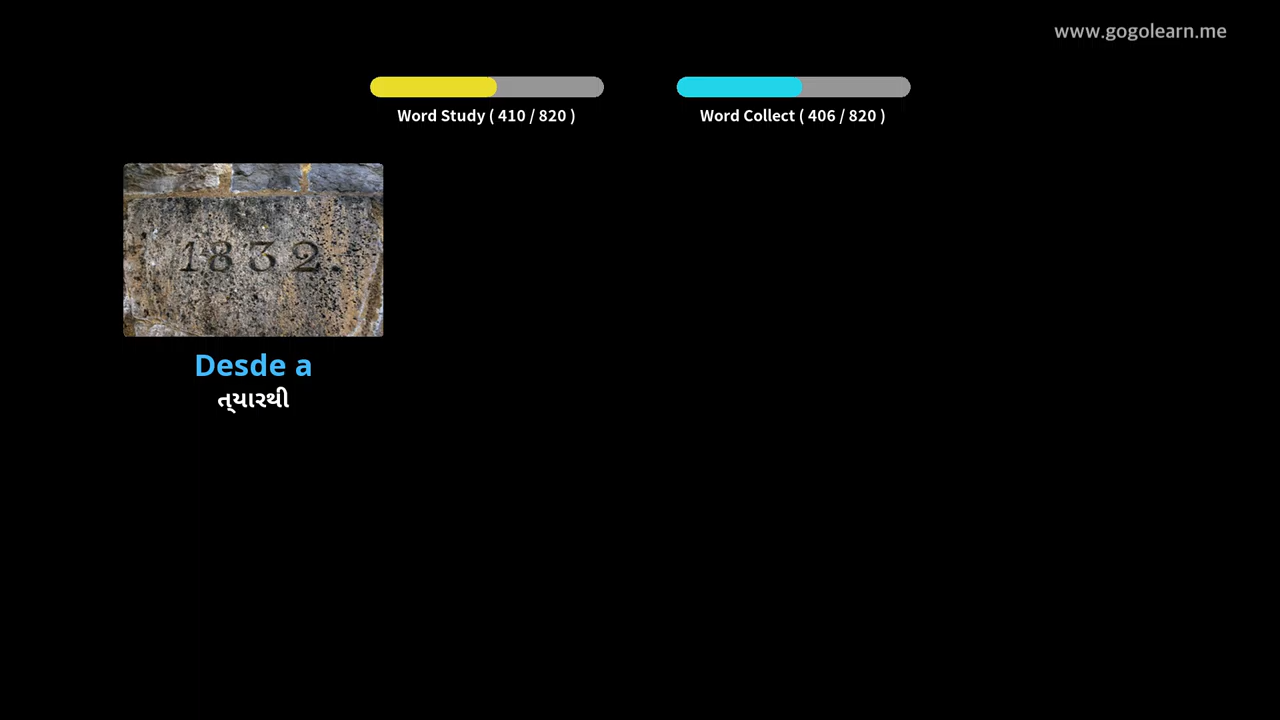 www.gogolearn.me
Word Study ( 410 / 820 )
Word Collect ( 406 / 820 )
1832.
Desde a
ત્યારથી